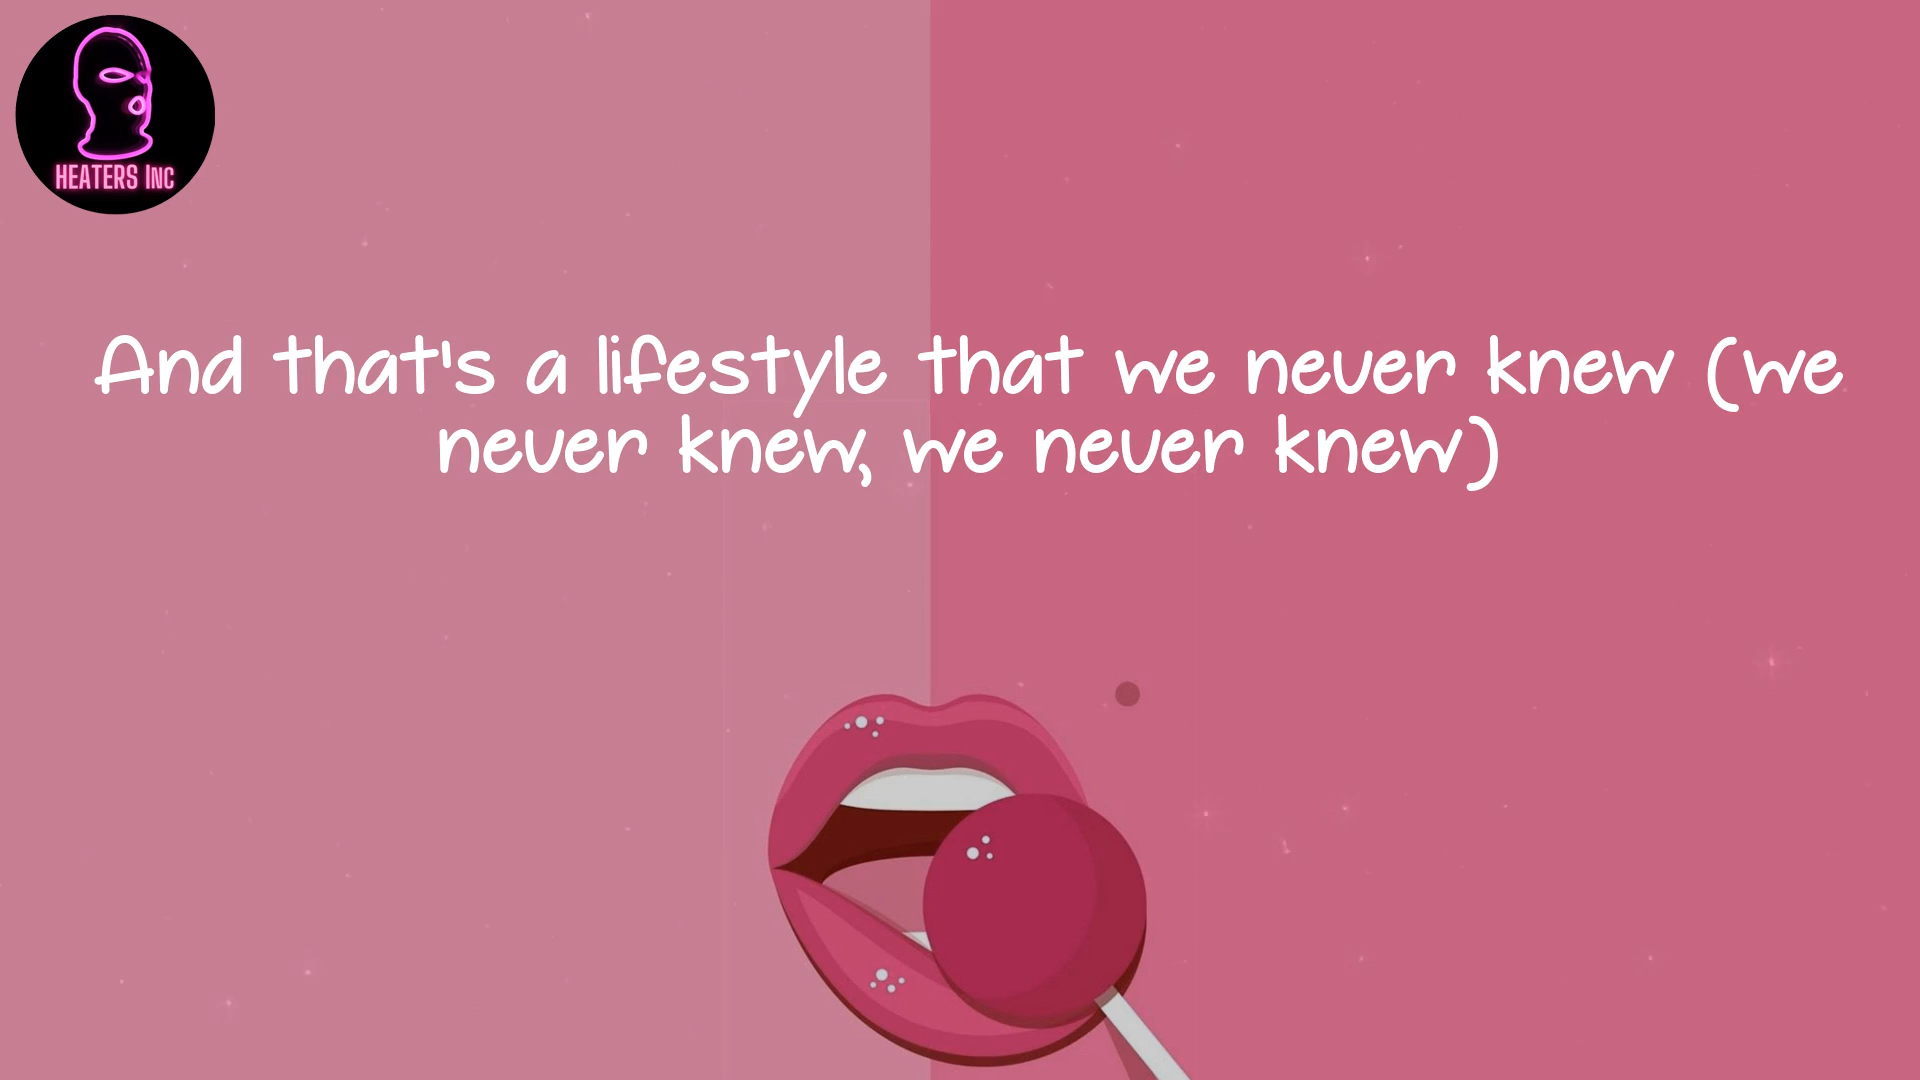 HEATERS INC
And that's a lifestyle that we never knew (we
never knew, we never knew)